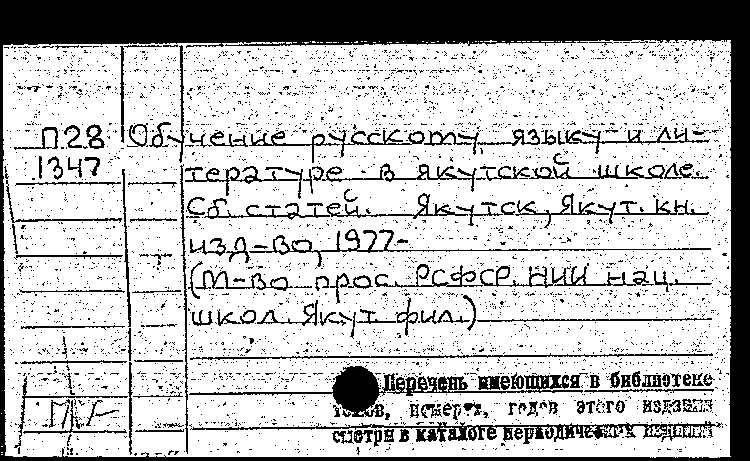 П28 Обучение русскому языку и ли-
1347 тературе в якутской школе.
Сб. статей. Якутск, Якут. кн.
изд-во, 1977-
(М-во прос. РСФСР. НИИ нац.
школ. Якут. фил.)
Перечень имеющихся в библиотеке
томов, номеров, годов этого издания
смотри в каталоге периодических изданий